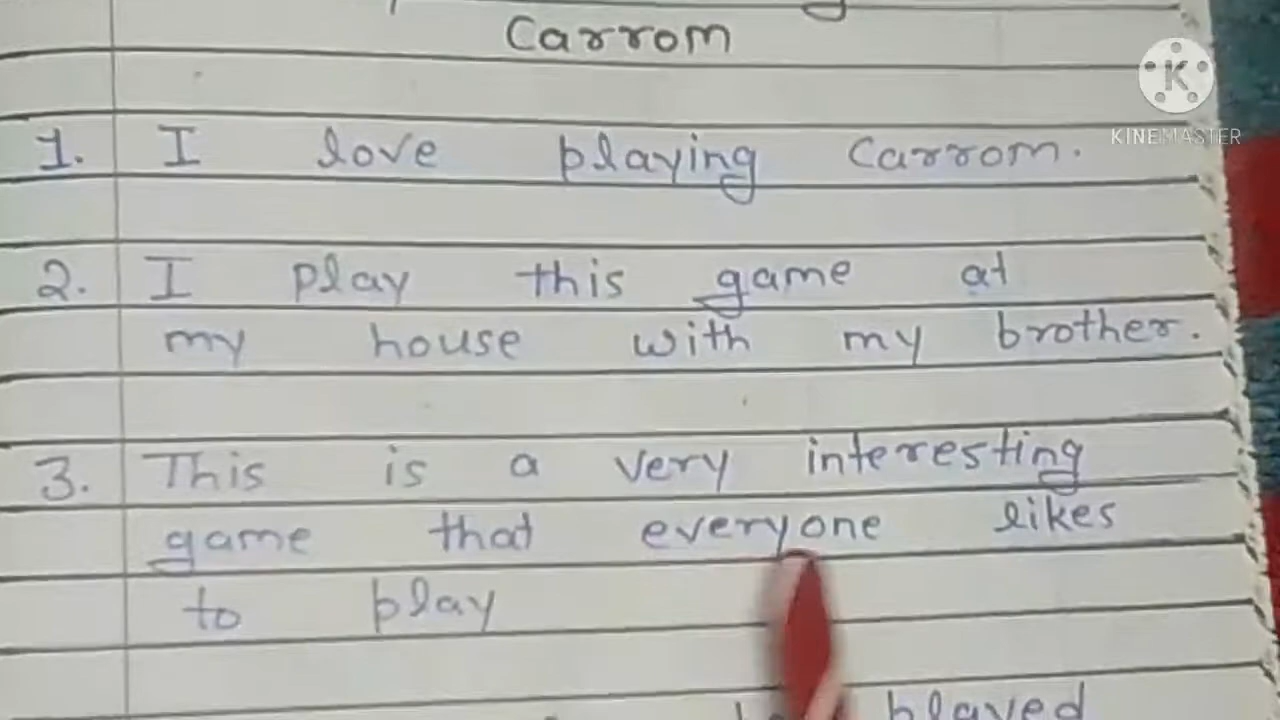 Carrom
K
KINEMASTER
1. I love playing Carrom.
2. I play this game at
my house with my brother.
3. This is a very interesting
game that everyone likes
to play
played